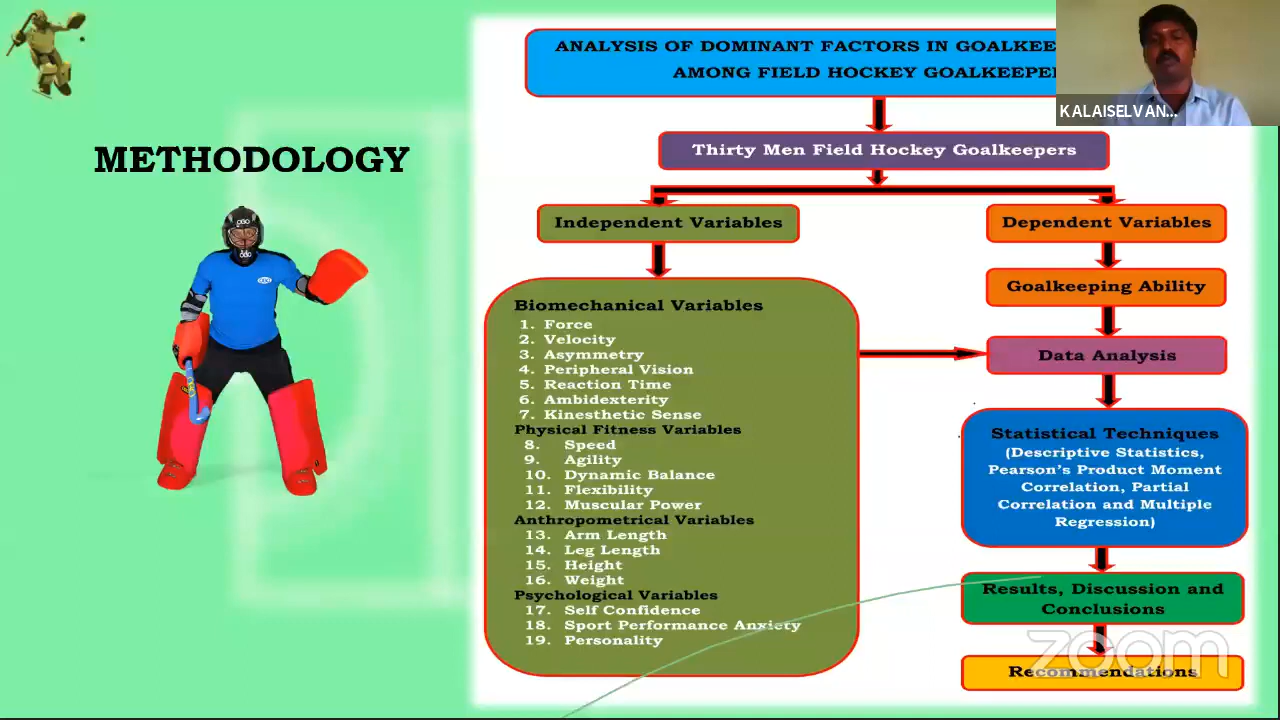 METHODOLOGY
ANALYSIS OF DOMINANT FACTORS IN
AMONG FIELD HOCKEY
KALAISELVAN...
Thirty Men Field Hockey Goalkeepers
Independent Variables
Dependent Variables
Biomechanical Variables
1. Force
2. Velocity
3. Asymmetry
4. Peripheral Vision
5. Reaction Time
6. Ambidexterity
7. Kinesthetic Sense
Physical Fitness Variables
8. Speed
9. Agility
10. Dynamic Balance
11. Flexibility
12. Muscular Power
Anthropometrical Variables
13. Arm Length
14. Leg Length
15. Height
16. Weight
Psychological Variables
17. Self Confidence
18. Sport Performance Anxiety
19. Personality
Goalkeeping Ability
Data Analysis
Statistical Techniques
(Descriptive Statistics,
Pearson's Product Moment
Correlation, Partial
Correlation and Multiple
Regression)
Results, Discussion and
Conclusions
Recommendations
zoom